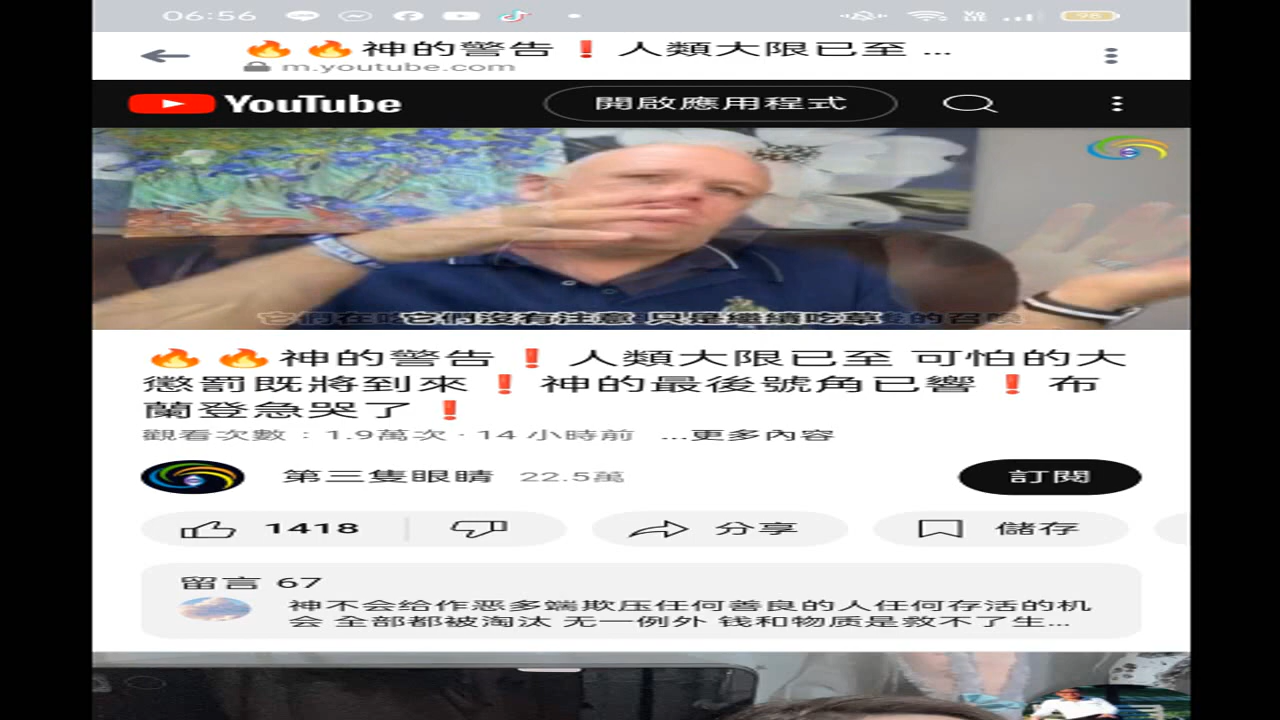 06:56
98
🔥🔥神的警告❗人類大限已至 ...
m.youtube.com
YouTube
開啟應用程式
它們沒有注意 只是繼續吃草
🔥🔥神的警告❗人類大限已至 可怕的大
懲罰既將到來❗神的最後號角已響❗布
蘭登急哭了❗
觀看次數：1.9萬次 · 14 小時前 ...更多內容
第三隻眼睛 22.5萬
訂閱
1418
分享
儲存
留言 67
神不会给作恶多端欺压任何善良的人任何存活的机
会 全部都被淘汰 无一例外 钱和物质是救不了生...